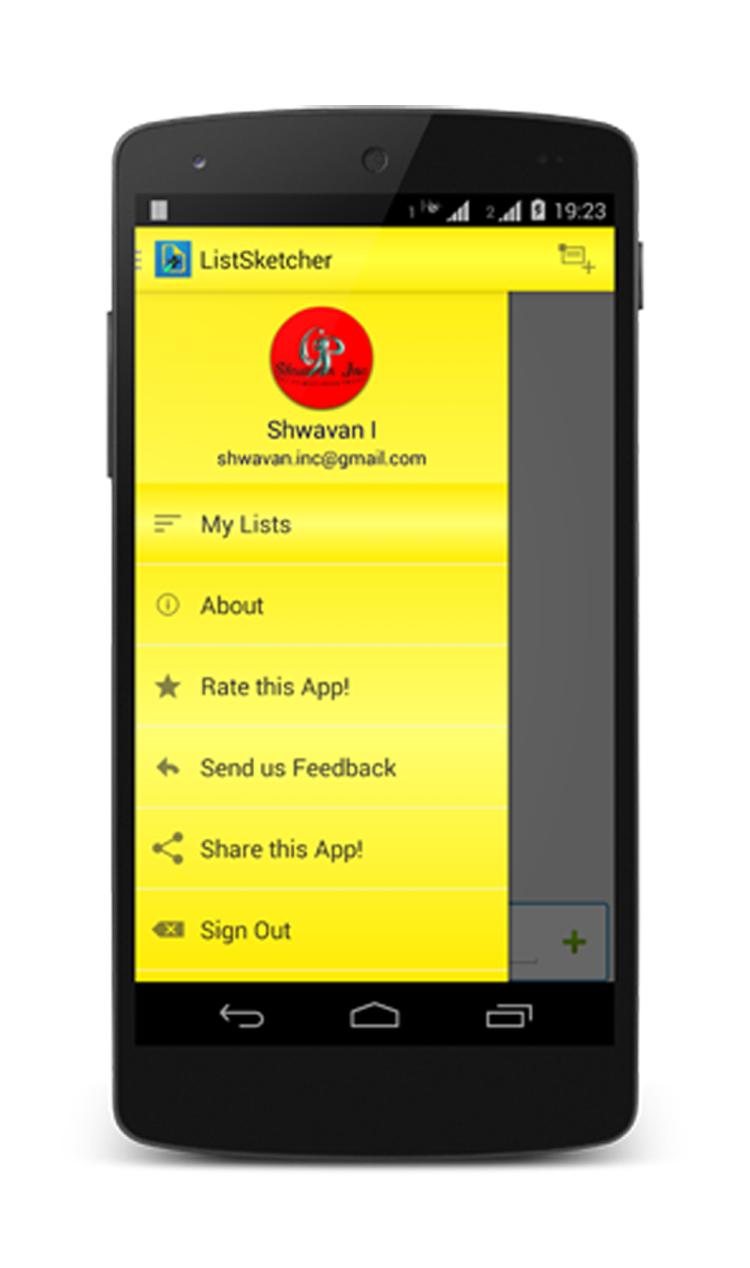 1 2 19:23
ListSketcher
Shwavan Inc
Shwavan I
shwavan.inc@gmail.com
My Lists
About
Rate this App!
Send us Feedback
Share this App!
Sign Out